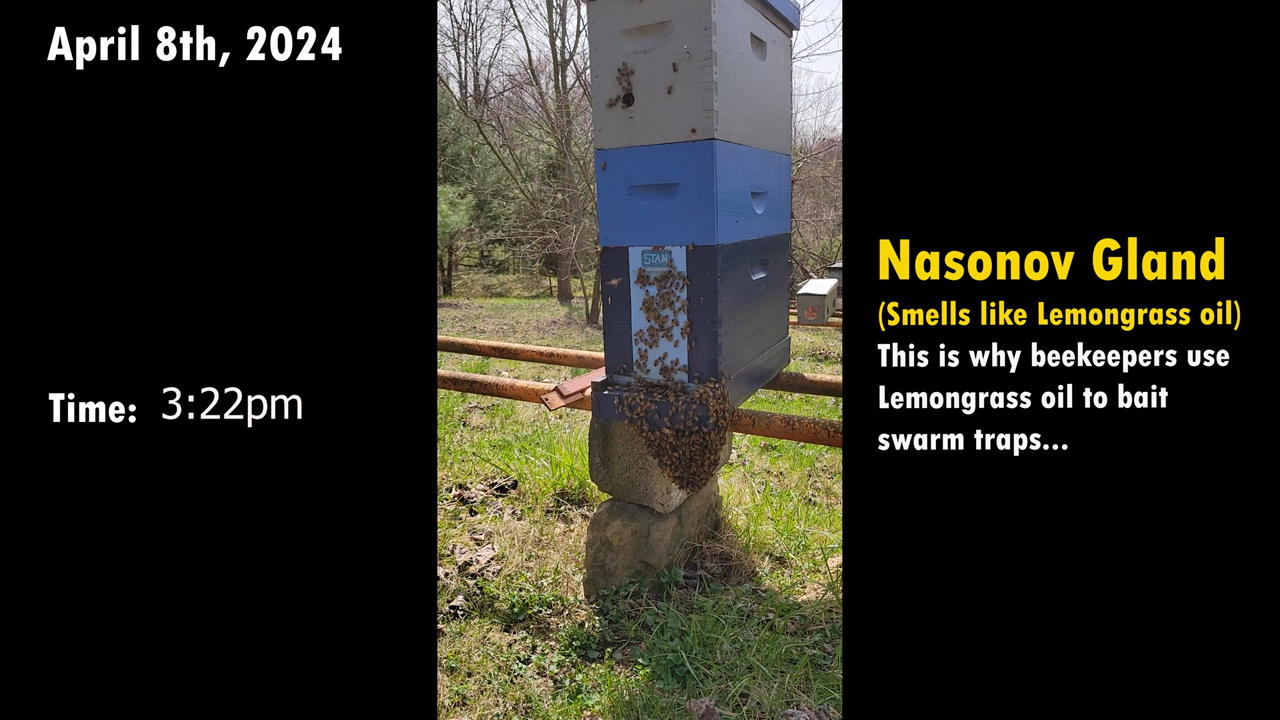 April 8th, 2024
STAN
Nasonov Gland
(Smells like Lemongrass oil)
This is why beekeepers use
Lemongrass oil to bait
swarm traps...
Time: 3:22pm